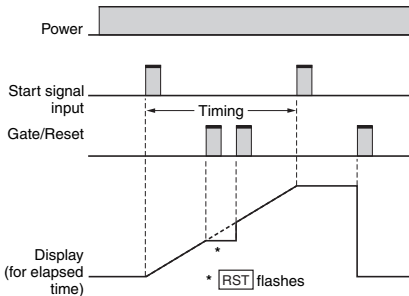 Power
Start signal
input
Timing
Gate/Reset
Display
(for elapsed
time)
*
* RST flashes